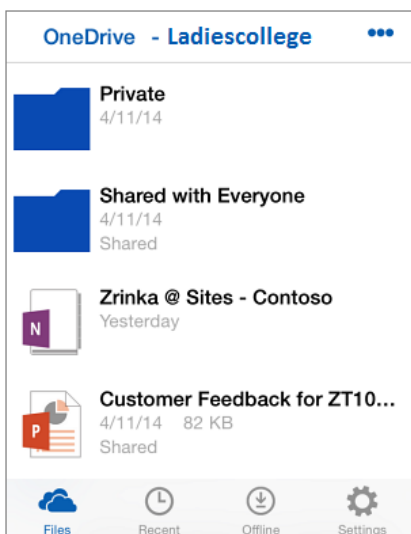 OneDrive - Ladiescollege •••
Private
4/11/14
Shared with Everyone
4/11/14
Shared
N
Zrinka @ Sites - Contoso
Yesterday
P
Customer Feedback for ZT10...
4/11/14 82 KB
Shared
Files Recent Offline Settings